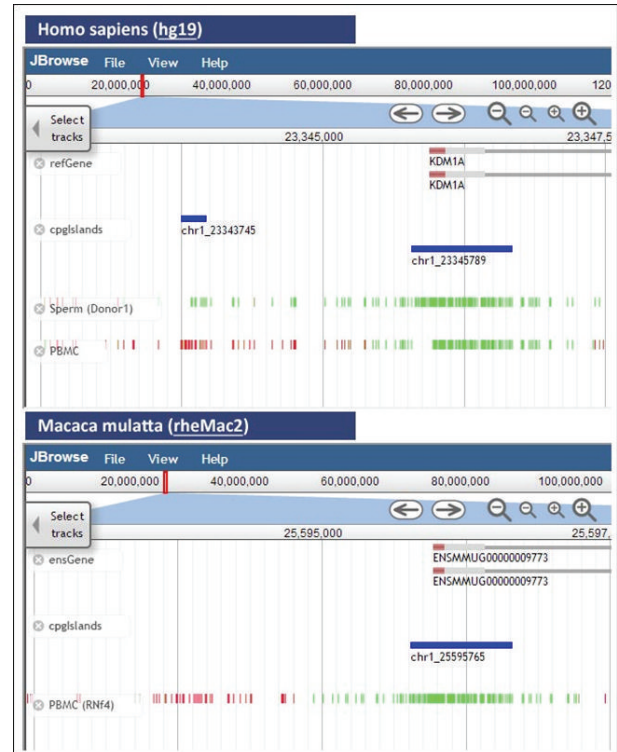 Homo sapiens (hg19)
JBrowse File View Help
0 20,000,000 40,000,000 60,000,000 80,000,000 100,000,000 120
Select
tracks
23,345,000 23,347,5
refGene
KDM1A
KDM1A
cpgIslands
chr1_23343745
chr1_23345789
Sperm (Donor1)
PBMC
Macaca mulatta (rheMac2)
JBrowse File View Help
0 20,000,000 40,000,000 60,000,000 80,000,000 100,000,000
Select
tracks
25,595,000 25,597,
ensGene
ENSMMUG00000009773
ENSMMUG00000009773
cpgIslands
chr1_25595765
PBMC (RNf4)